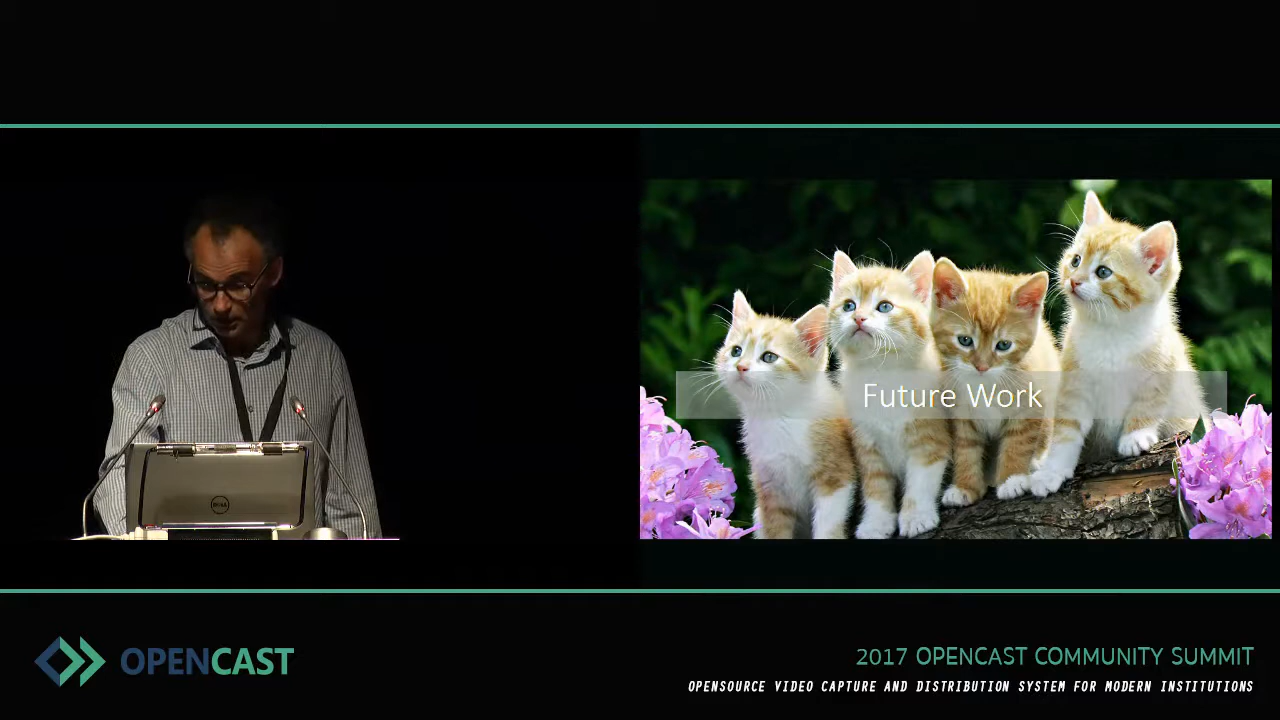 Future Work
OPENCAST
2017 OPENCAST COMMUNITY SUMMIT
OPENSOURCE VIDEO CAPTURE AND DISTRIBUTION SYSTEM FOR MODERN INSTITUTIONS